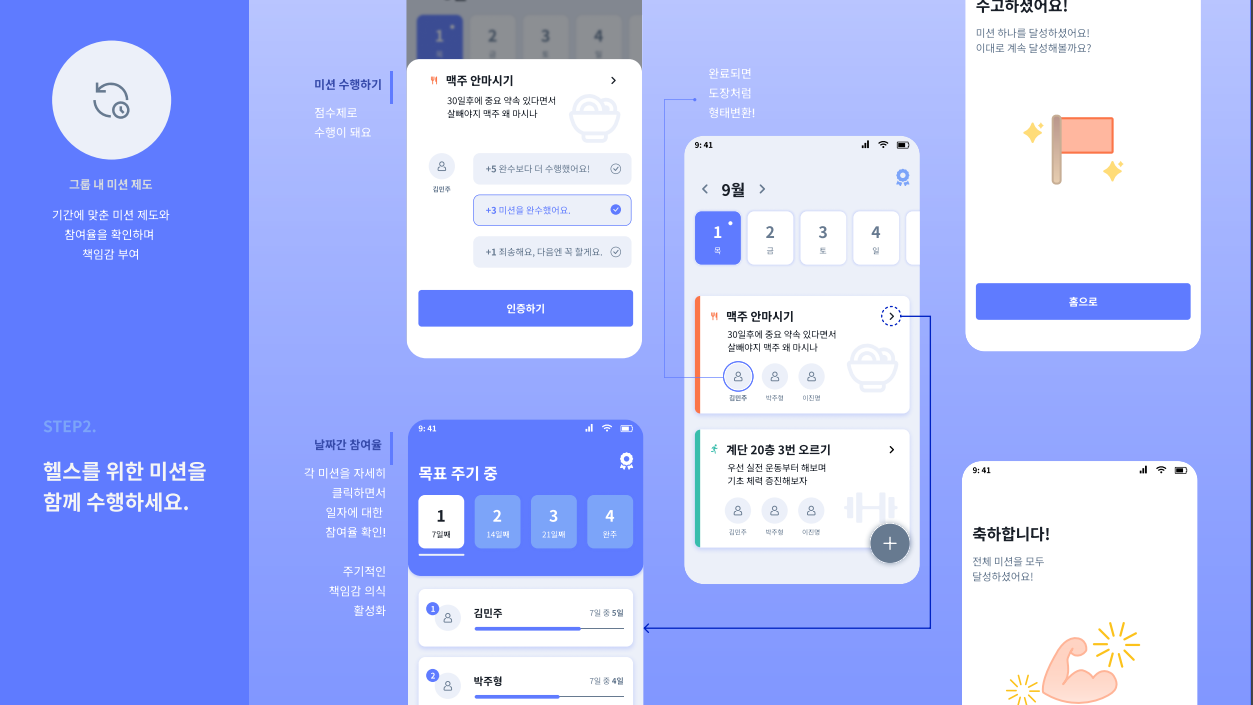 그룹 내 미션 제도
기간에 맞춘 미션 제도와
참여율을 확인하며
책임감 부여
STEP2.
헬스를 위한 미션을
함께 수행하세요.
미션 수행하기
점수제로
수행이 돼요
1
2
금
3
토
4
일
맥주 안마시기
30일후에 중요 약속 있다면서
살빼야지 맥주 왜 마시나
김민주
+5 완수보다 더 수행했어요!
+3 미션을 완수했어요.
+1 죄송해요, 다음엔 꼭 할게요.
인증하기
날짜간 참여율
각 미션을 자세히
클릭하면서
일자에 대한
참여율 확인!
주기적인
책임감 의식
활성화
9:41
목표 주기 중
1
7일째
2
14일째
3
21일째
4
완주
1
김민주
7일 중 5일
2
박주형
7일 중 4일
완료되면
도장처럼
형태변환!
9:41
9월
1
목
2
금
3
토
4
일
맥주 안마시기
30일후에 중요 약속 있다면서
살빼야지 맥주 왜 마시나
김민주
박주형
이진명
계단 20층 3번 오르기
우선 실전 운동부터 해보며
기초 체력 증진해보자
김민주
박주형
이진명
수고하셨어요!
미션 하나를 달성하셨어요!
이대로 계속 달성해볼까요?
홈으로
9:41
축하합니다!
전체 미션을 모두
달성하셨어요!